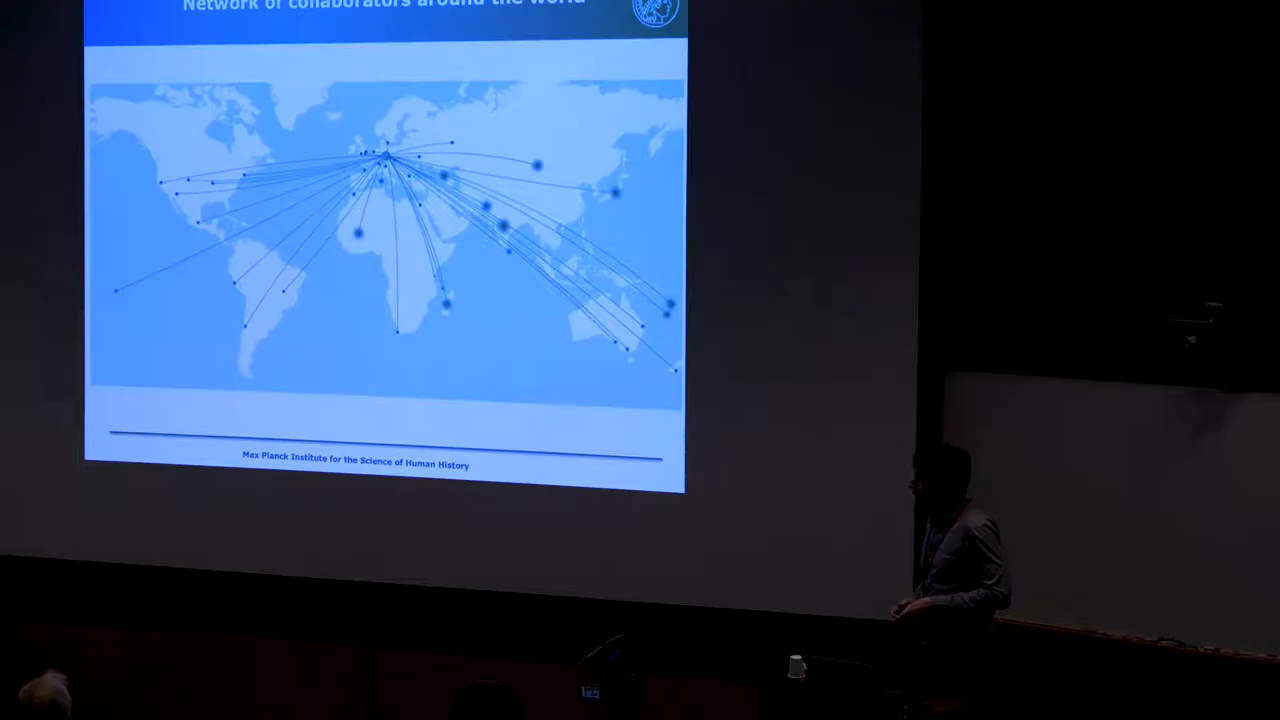 Network of collaborators around the world
Max Planck Institute for the Science of Human History